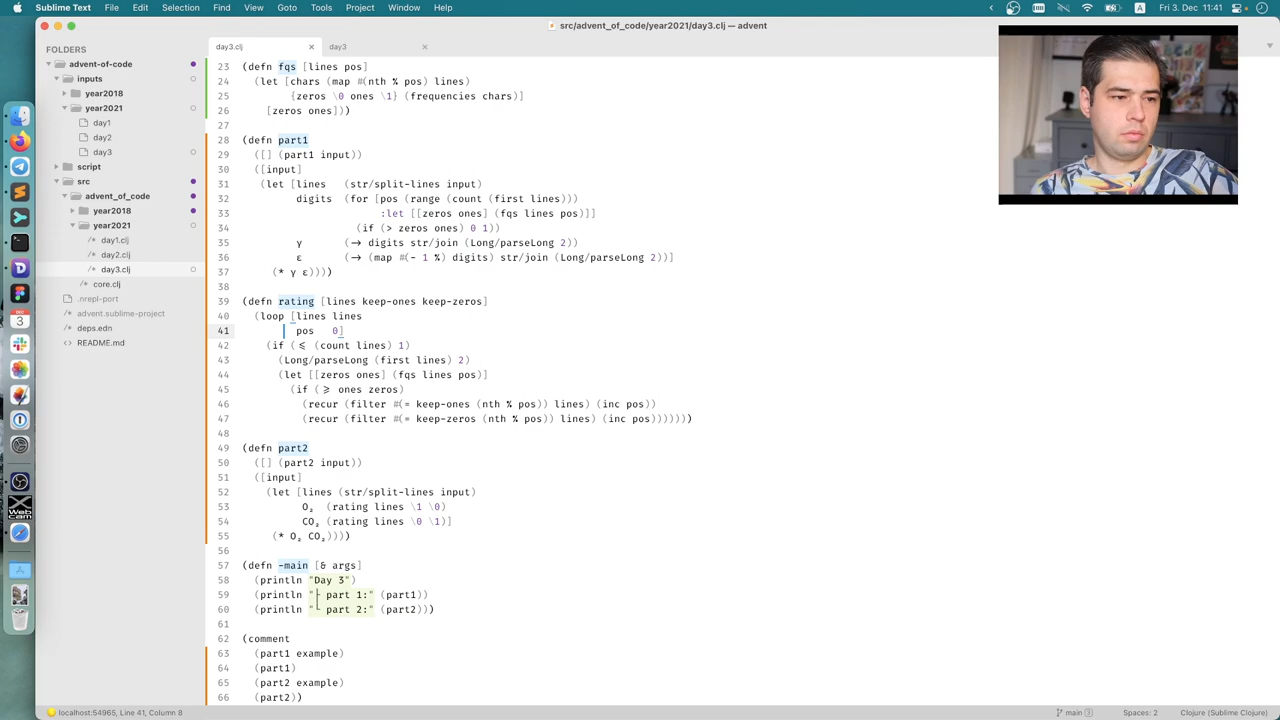 Sublime Text File Edit Selection Find View Goto Tools Project Window Help
A Fri 3. Dec 11:41
src/advent_of_code/year2021/day3.clj — advent
FOLDERS
advent-of-code
inputs
year2018
year2021
day1
day2
day3
script
src
advent_of_code
year2018
year2021
/* day1.clj
/* day2.clj
/* day3.clj
/* core.clj
.nrepl-port
advent.sublime-project
deps.edn
README.md
day3.clj × day3 ×
23 (defn fqs [lines pos]
24 (let [chars (map #(nth % pos) lines)
25 {zeros \0 ones \1} (frequencies chars)]
26 [zeros ones]))
27
28 (defn part1
29 ([] (part1 input))
30 ([input]
31 (let [lines (str/split-lines input)
32 digits (for [pos (range (count (first lines)))
33 :let [[zeros ones] (fqs lines pos)]]
34 (if (> zeros ones) 0 1))
35 γ (-> digits str/join (Long/parseLong 2))
36 ε (-> (map #(- 1 %) digits) str/join (Long/parseLong 2))]
37 (* γ ε))))
38
39 (defn rating [lines keep-ones keep-zeros]
40 (loop [lines lines
41 pos 0]
42 (if (<= (count lines) 1)
43 (Long/parseLong (first lines) 2)
44 (let [[zeros ones] (fqs lines pos)]
45 (if (>= ones zeros)
46 (recur (filter #(= keep-ones (nth % pos)) lines) (inc pos))
47 (recur (filter #(= keep-zeros (nth % pos)) lines) (inc pos))))))
48
49 (defn part2
50 ([] (part2 input))
51 ([input]
52 (let [lines (str/split-lines input)
53 O₂ (rating lines \1 \0)
54 CO₂ (rating lines \0 \1)]
55 (* O₂ CO₂))))
56
57 (defn -main [& args]
58 (println "Day 3")
59 (println "├ part 1:" (part1))
60 (println "└ part 2:" (part2)))
61
62 (comment
63 (part1 example)
64 (part1)
65 (part2 example)
66 (part2))
DEC
3
Webcam
localhost:54965, Line 41, Column 8
main 3 Spaces: 2 Clojure (Sublime Clojure)